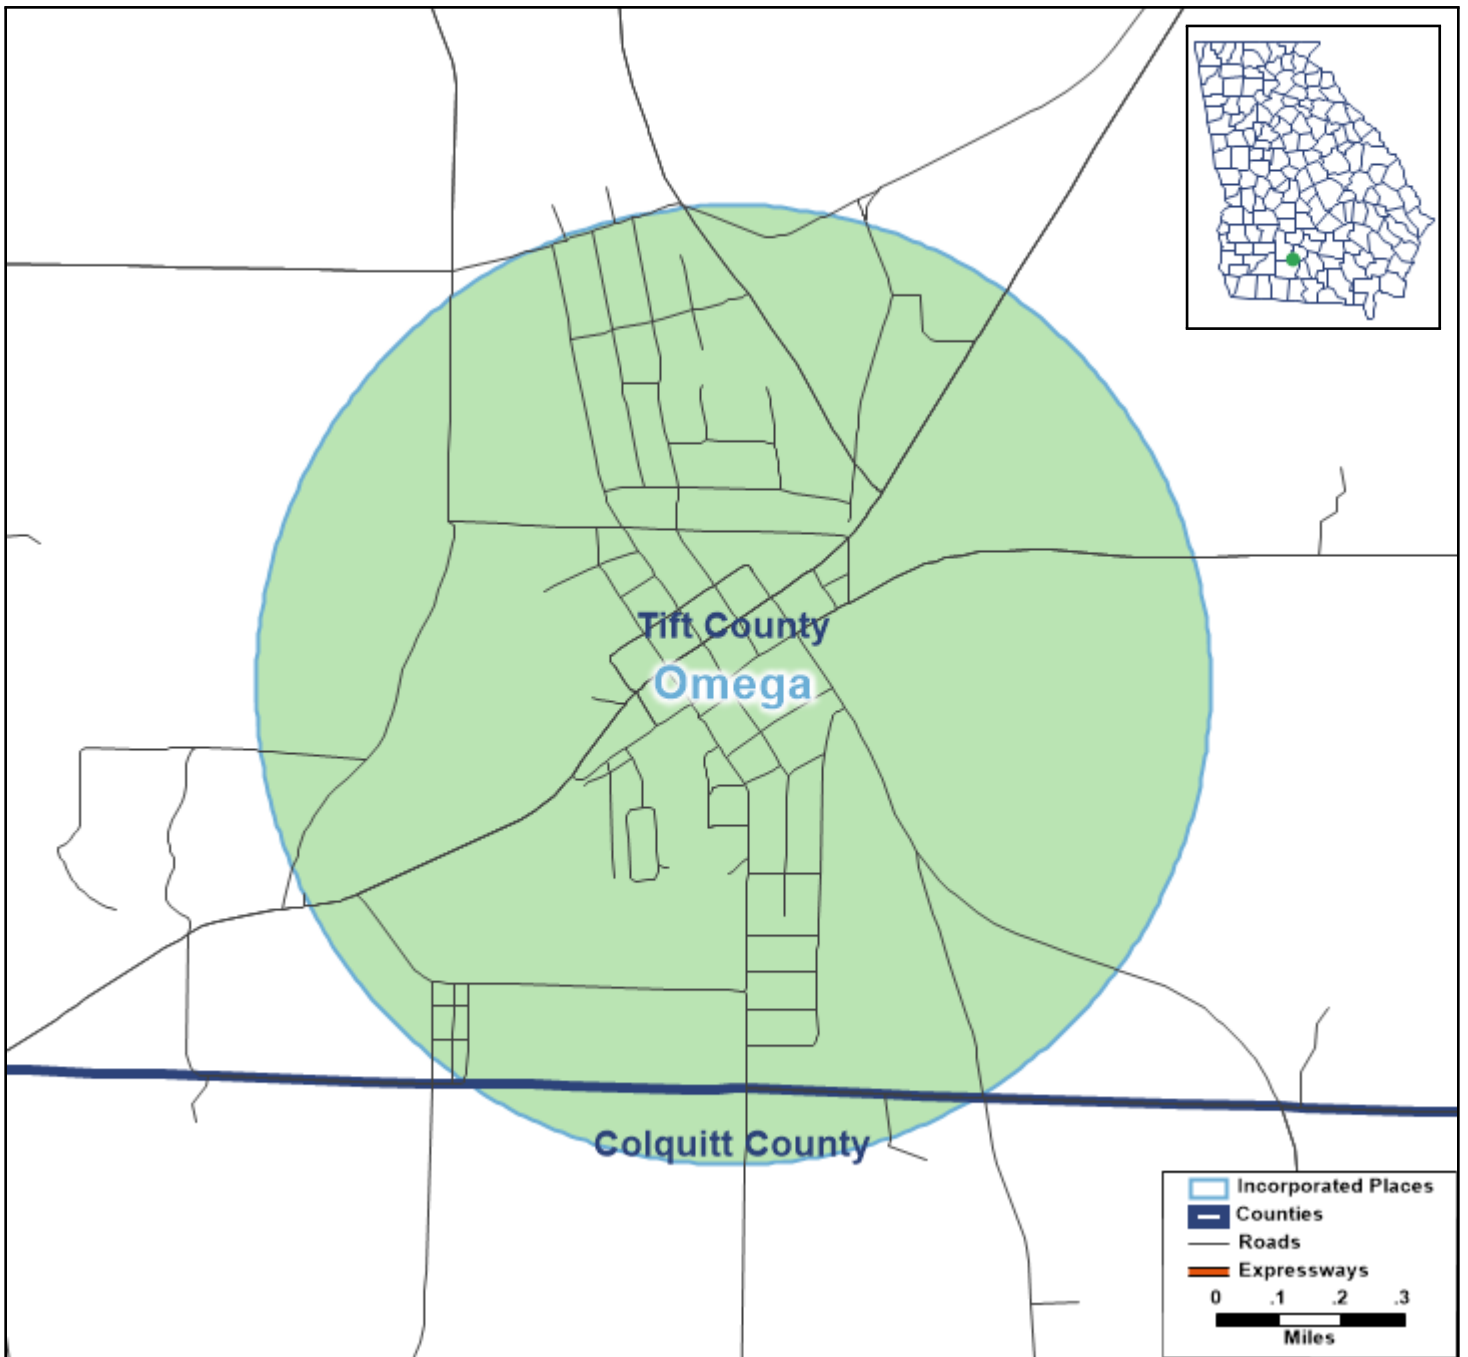 Tift County
Omega
Colquitt County
Incorporated Places
Counties
Roads
Expressways
0 .1 .2 .3
Miles